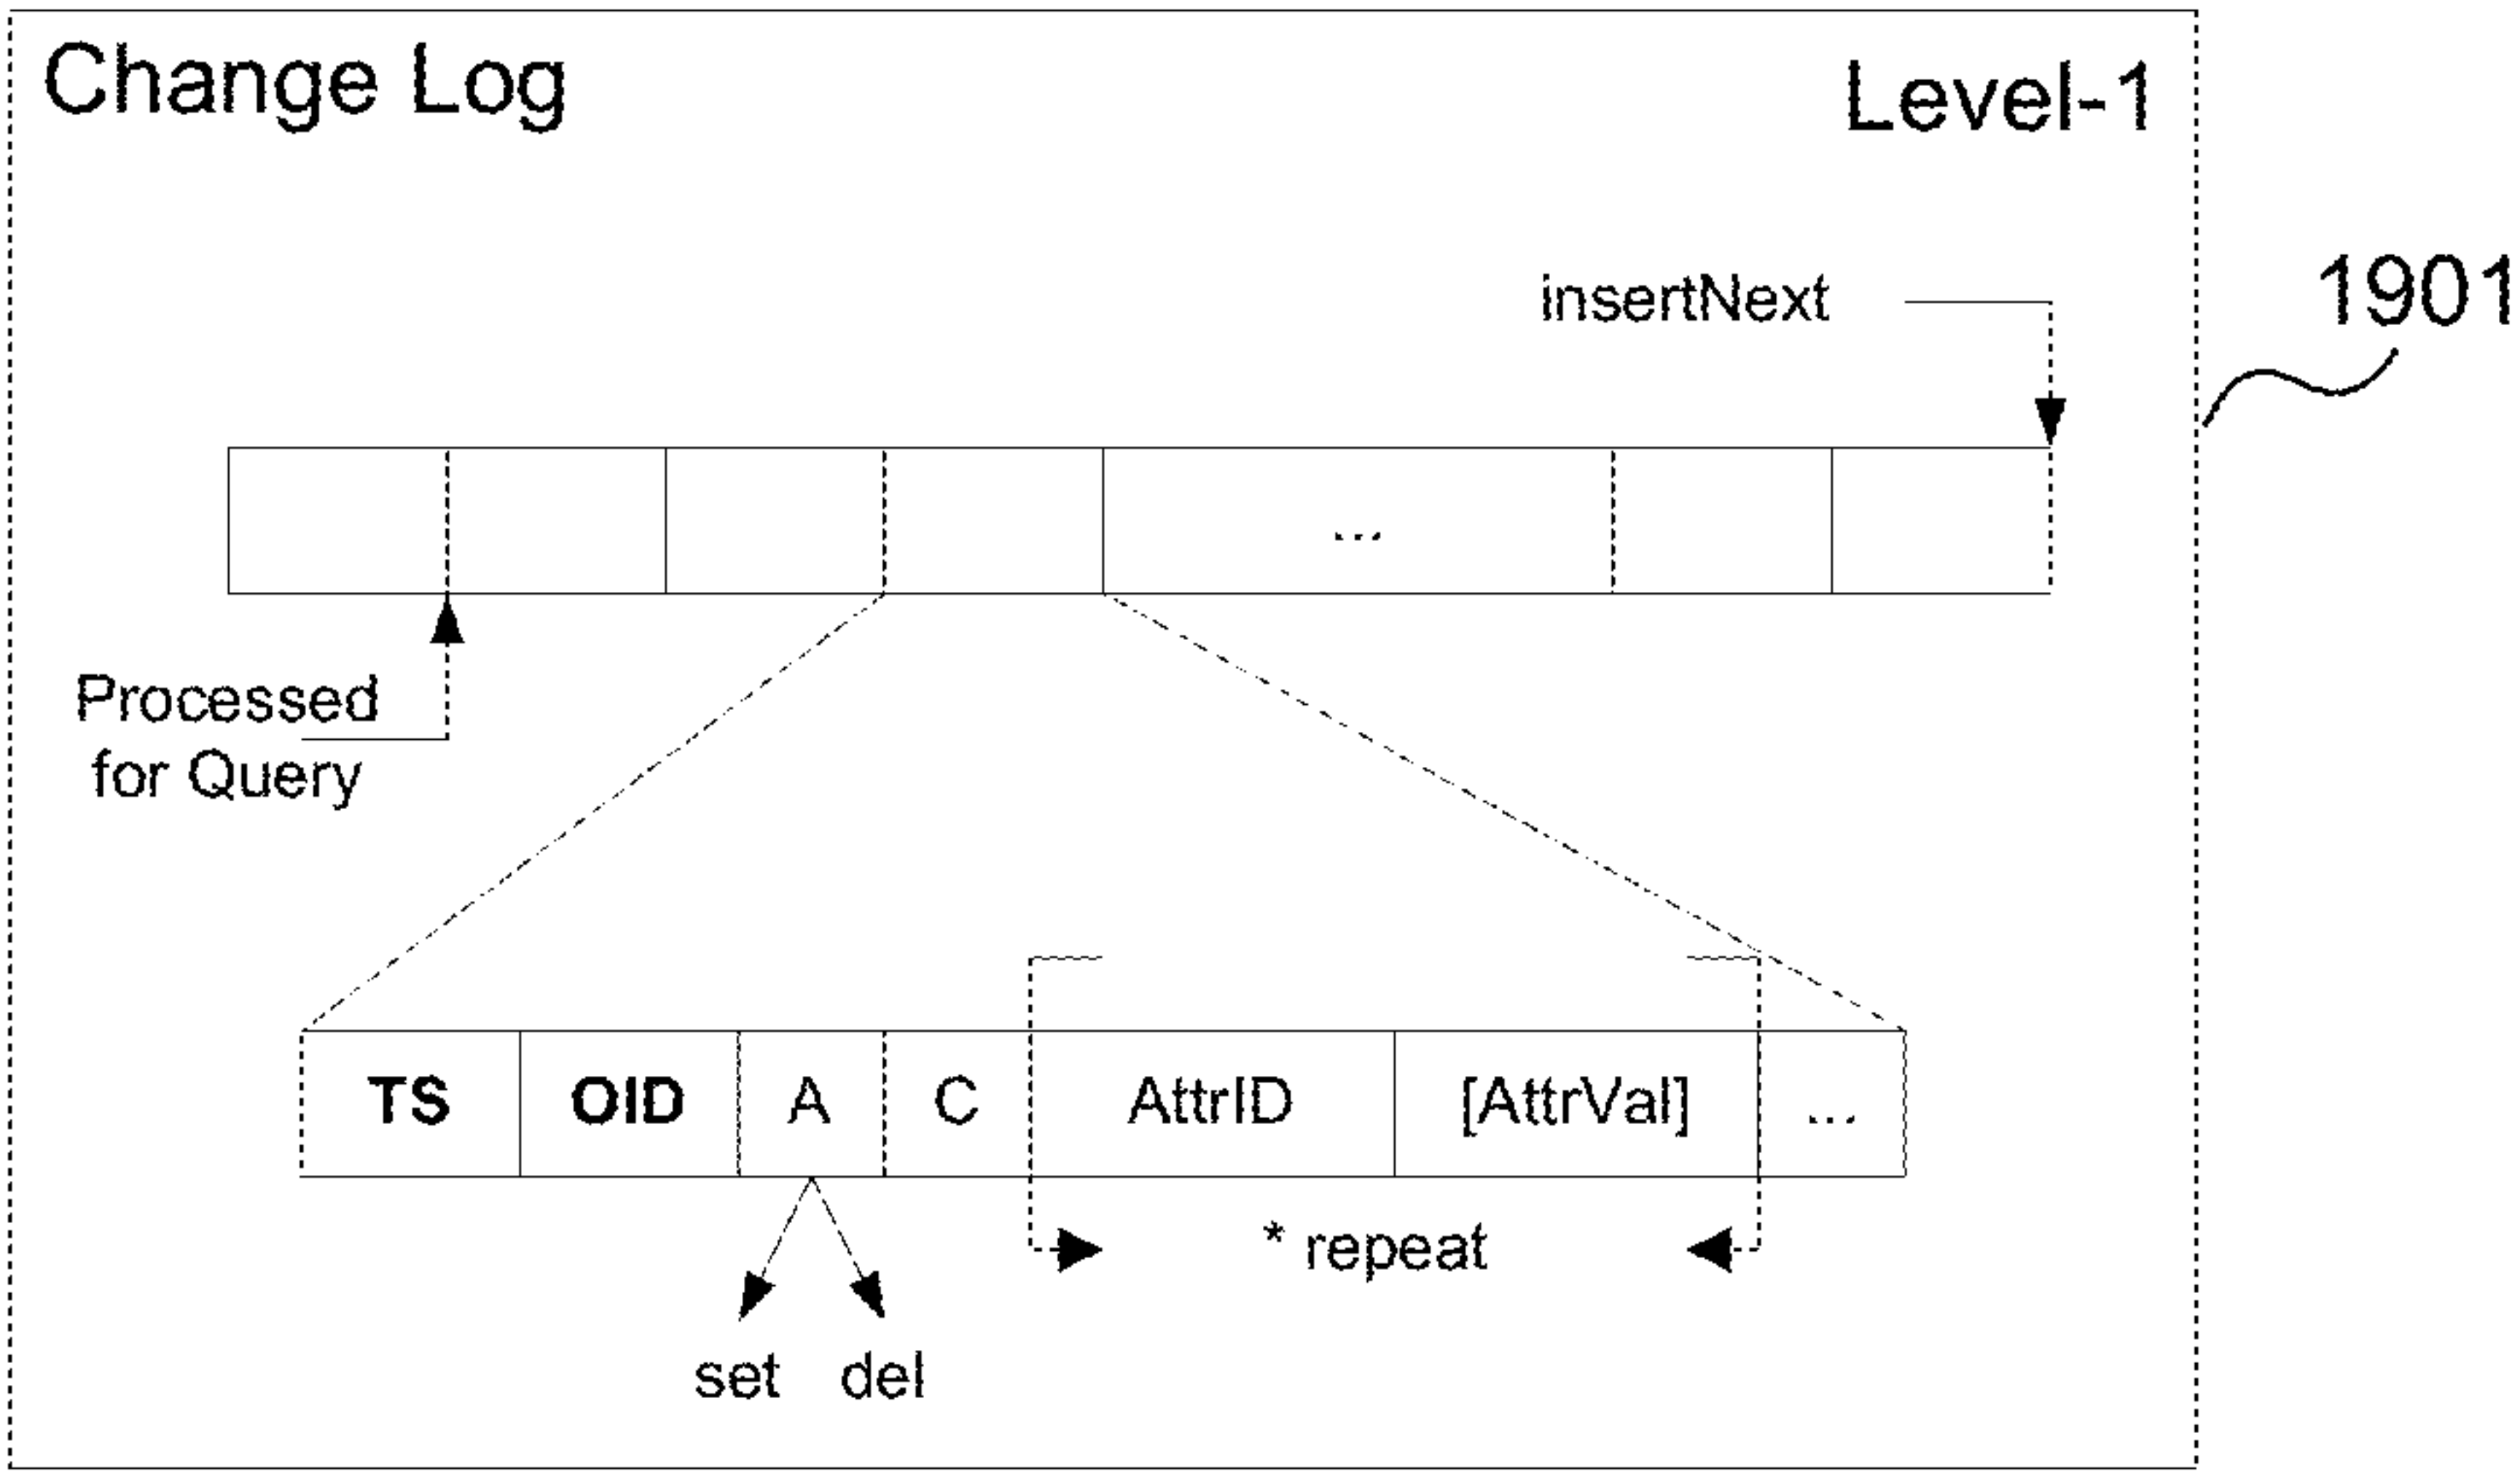 Change Log
Level-1
insertNext
1901
...
Processed
for Query
TS OID A C AttrID [AttrVal] ...
* repeat
set del